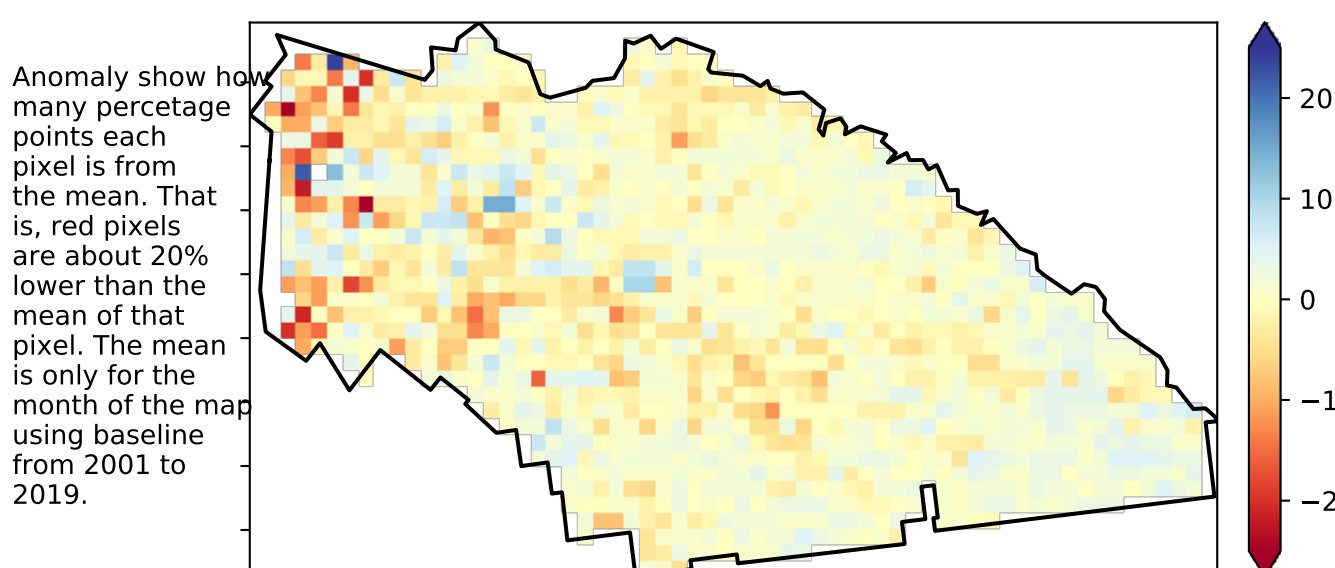 Anomaly show how
many percetage
points each
pixel is from
the mean. That
is, red pixels
are about 20%
lower than the
mean of that
pixel. The mean
is only for the
month of the map
using baseline
from 2001 to
2019.
20
10
0
−1
−2